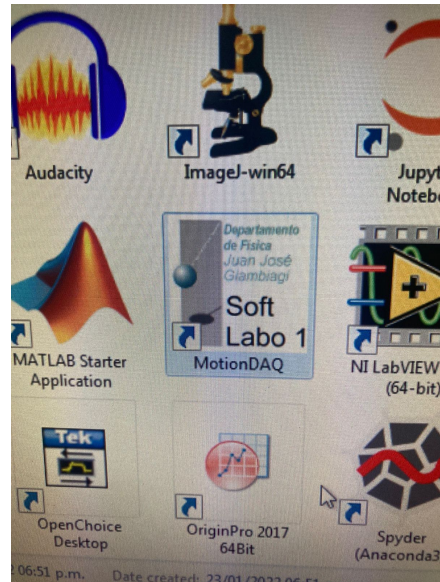 Audacity
ImageJ-win64
Jupyt
Notebo
Departamento
de Física
Juan José
Giambiagi
Soft
Labo 1
MATLAB Starter
Application
MotionDAQ
NI LabVIEW
(64-bit)
Tek
OpenChoice
Desktop
OriginPro 2017
64Bit
Spyder
(Anaconda3
06:51 p.m.
Date created: 23/01/2022 06:51